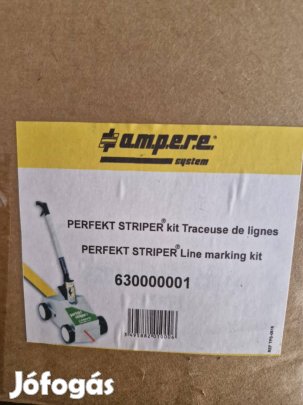 ampere®
system
PERFEKT STRIPER® kit Traceuse de lignes
PERFEKT STRIPER® Line marking kit
630000001
Jófogás